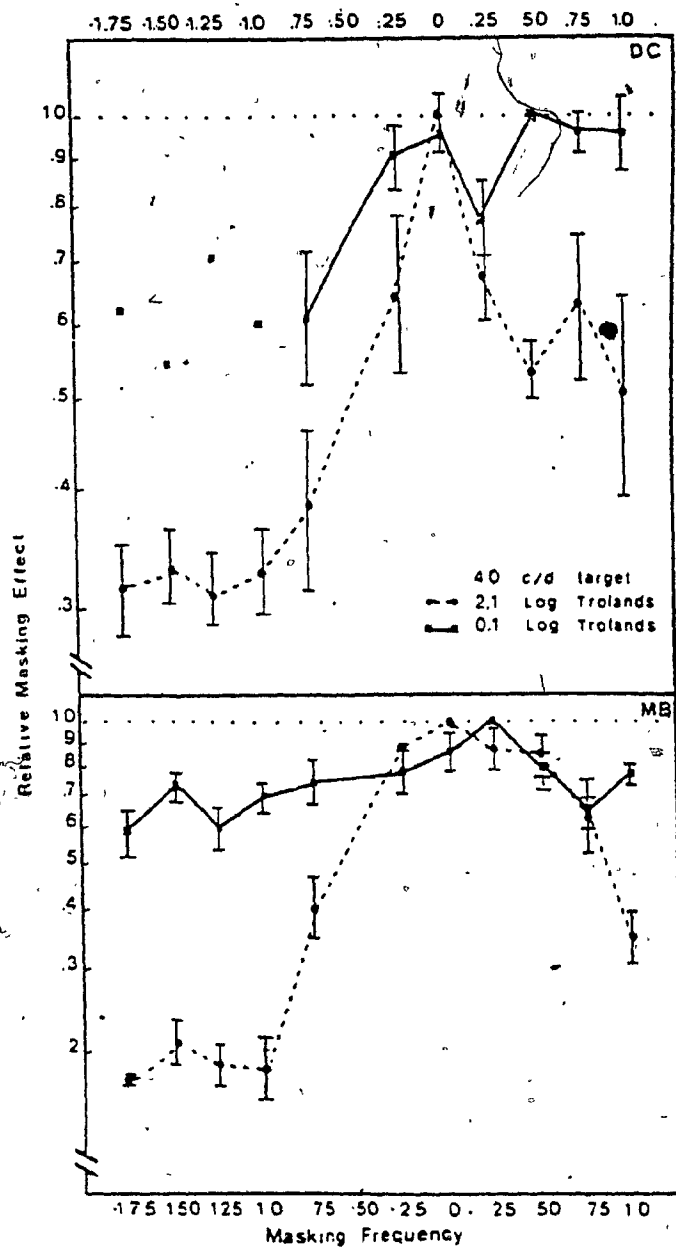 -1.75 -1.50 -1.25 -1.0 .75 .50 .25 0 .25 .50 .75 1.0
DC
1.0
.9
.8
.7
.6
.5
.4
.3
4.0 c/d target
2.1 Log Trolands
0.1 Log Trolands
Relative Masking Effect
MB
1.0
.9
.8
.7
.6
.5
.4
.3
.2
-1.75 1.50 1.25 1.0 .75 .50 .25 0 .25 .50 .75 1.0
Masking Frequency